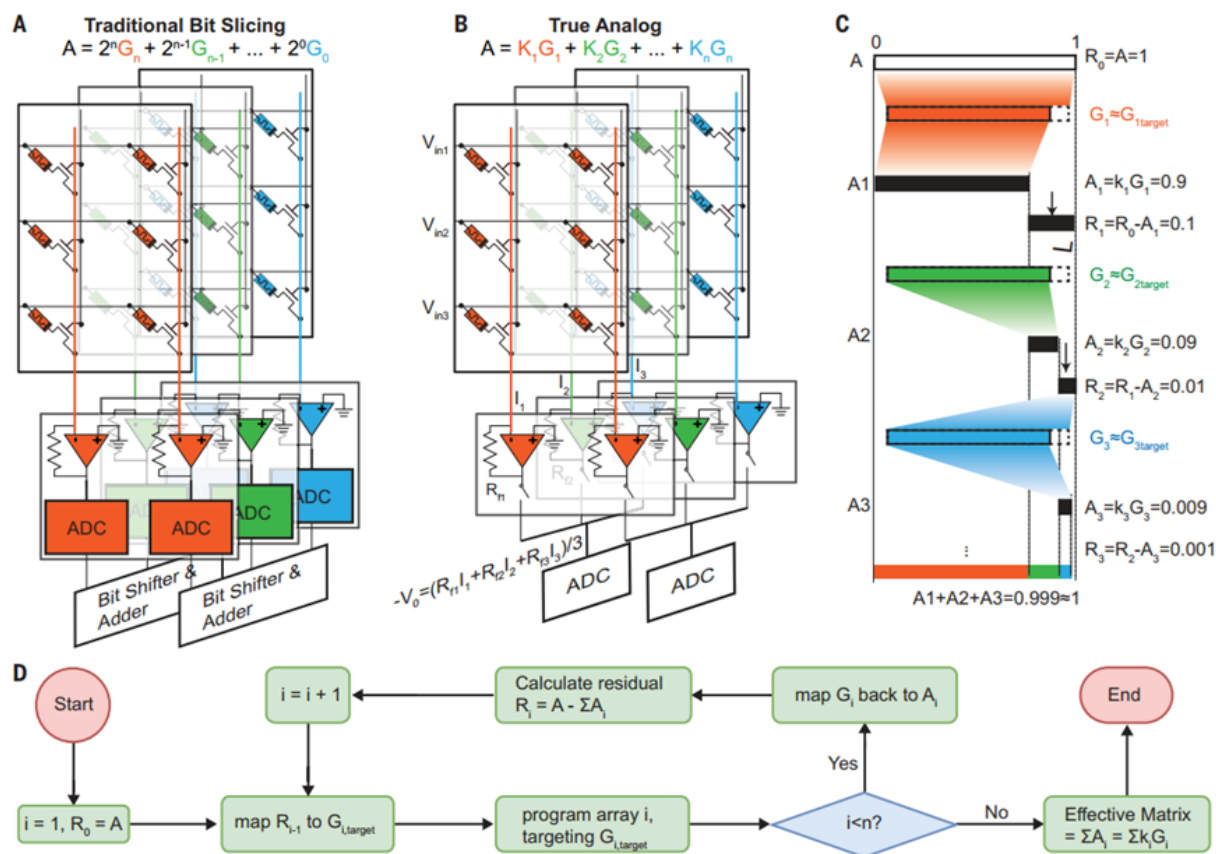 A
Traditional Bit Slicing
A = 2ⁿGₙ + 2ⁿ⁻¹Gₙ₋₁ + ... + 2⁰G₀
ADC
ADC
ADC
ADC
Bit Shifter &
Adder
Bit Shifter &
Adder
B
True Analog
A = K₁G₁ + K₂G₂ + ... + KₙGₙ
Vin1
Vin2
Vin3
I₁
I₂
I₃
Rf1
Rf2
-V₀=(Rf1I₁+Rf2I₂+Rf3I₃)/3
ADC
ADC
C
0 1
A
R₀=A=1
G₁≈G₁target
A1
A₁=k₁G₁=0.9
R₁=R₀-A₁=0.1
G₂≈G₂target
A2
A₂=k₂G₂=0.09
R₂=R₁-A₂=0.01
G₃≈G₃target
A3
A₃=k₃G₃=0.009
R₃=R₂-A₃=0.001
⋮
A1+A2+A3=0.999≈1
D
Start
i = 1, R₀ = A
i = i + 1
map Rᵢ₋₁ to Gᵢ,target
Calculate residual
Rᵢ = A - ΣAᵢ
program array i,
targeting Gᵢ,target
map Gᵢ back to Aᵢ
Yes
i<n?
No
End
Effective Matrix
= ΣAᵢ = ΣkᵢGᵢ